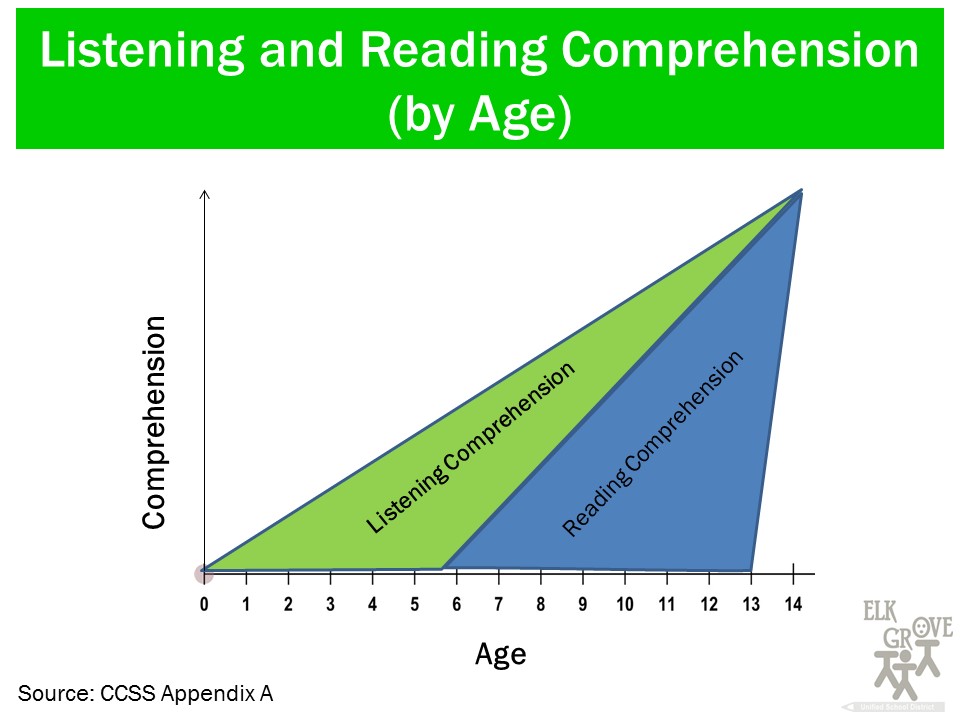 Listening and Reading Comprehension
(by Age)
Comprehension
Listening Comprehension
Reading Comprehension
0 1 2 3 4 5 6 7 8 9 10 11 12 13 14
Age
ELK
GROVE
Unified School District
Source: CCSS Appendix A